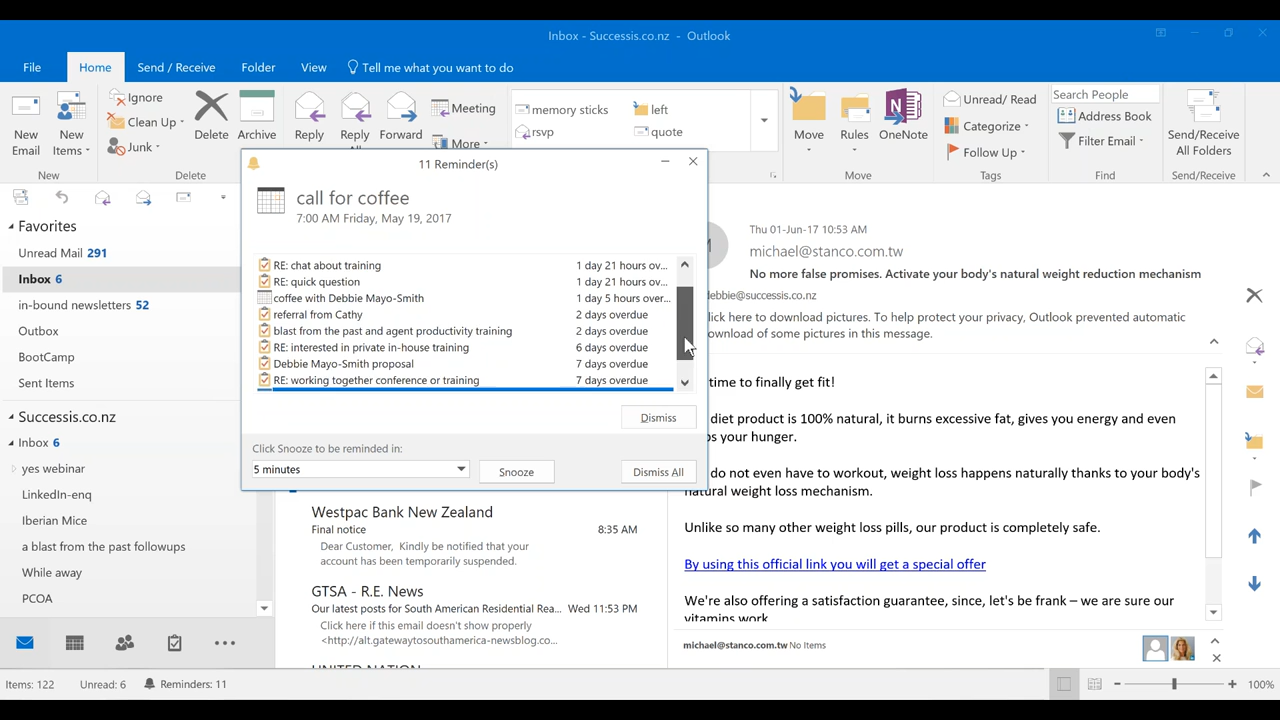 Inbox - Successis.co.nz - Outlook
File Home Send / Receive Folder View Tell me what you want to do
New Email
New Items
New
Ignore
Clean Up
Junk
Delete
Archive
Delete
Reply
Reply
Forward
Meeting
More
memory sticks
left
rsvp
quote
Move
Rules
OneNote
Move
Unread/ Read
Categorize
Follow Up
Tags
Search People
Address Book
Filter Email
Find
Send/Receive All Folders
Send/Receive
Favorites
Unread Mail 291
Inbox 6
in-bound newsletters 52
Outbox
BootCamp
Sent Items
Successis.co.nz
Inbox 6
yes webinar
LinkedIn-enq
Iberian Mice
a blast from the past followups
While away
PCOA
11 Reminder(s)
call for coffee
7:00 AM Friday, May 19, 2017
RE: chat about training 1 day 21 hours ov...
RE: quick question 1 day 21 hours ov...
coffee with Debbie Mayo-Smith 1 day 5 hours over...
referral from Cathy 2 days overdue
blast from the past and agent productivity training 2 days overdue
RE: interested in private in-house training 6 days overdue
Debbie Mayo-Smith proposal 7 days overdue
RE: working together conference or training 7 days overdue
Dismiss
Click Snooze to be reminded in:
5 minutes Snooze Dismiss All
Westpac Bank New Zealand
Final notice 8:35 AM
Dear Customer, Kindly be notified that your
account has been temporarily suspended.
GTSA - R.E. News
Our latest posts for South American Residential Rea... Wed 11:53 PM
Click here if this email doesn't show properly
<http://alt.gatewaytosouthamerica-newsblog.co...
UNITED NATION
Thu 01-Jun-17 10:53 AM
michael@stanco.com.tw
No more false promises. Activate your body's natural weight reduction mechanism
debbie@successis.co.nz
lick here to download pictures. To help protect your privacy, Outlook prevented automatic
ownload of some pictures in this message.
time to finally get fit!
diet product is 100% natural, it burns excessive fat, gives you energy and even
ps your hunger.
do not even have to workout, weight loss happens naturally thanks to your body's
natural weight loss mechanism.
Unlike so many other weight loss pills, our product is completely safe.
By using this official link you will get a special offer
We're also offering a satisfaction guarantee, since, let's be frank – we are sure our
vitamins work
michael@stanco.com.tw No Items
Items: 122 Unread: 6 Reminders: 11
100%